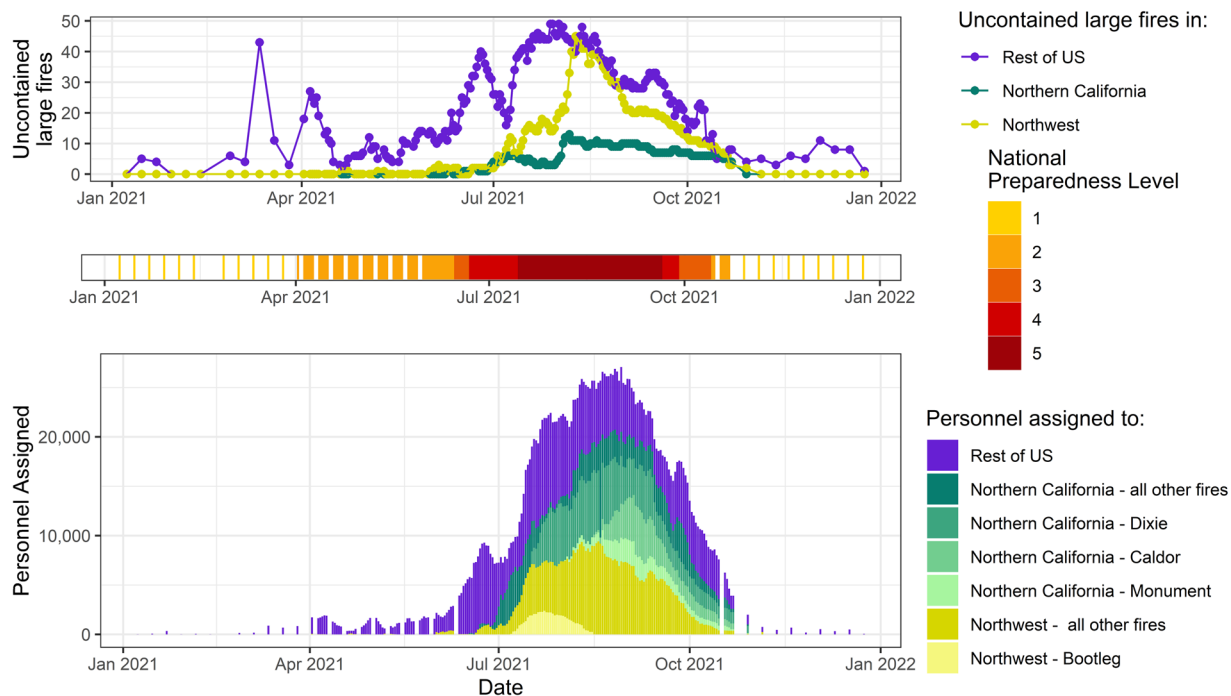 Uncontained
large fires
50
40
30
20
10
0
Jan 2021
Apr 2021
Jul 2021
Oct 2021
Jan 2022
Uncontained large fires in:
Rest of US
Northern California
Northwest
National
Preparedness Level
1
2
3
4
5
Jan 2021
Apr 2021
Jul 2021
Oct 2021
Jan 2022
Personnel Assigned
20,000
10,000
0
Jan 2021
Apr 2021
Jul 2021
Oct 2021
Jan 2022
Date
Personnel assigned to:
Rest of US
Northern California - all other fires
Northern California - Dixie
Northern California - Caldor
Northern California - Monument
Northwest - all other fires
Northwest - Bootleg